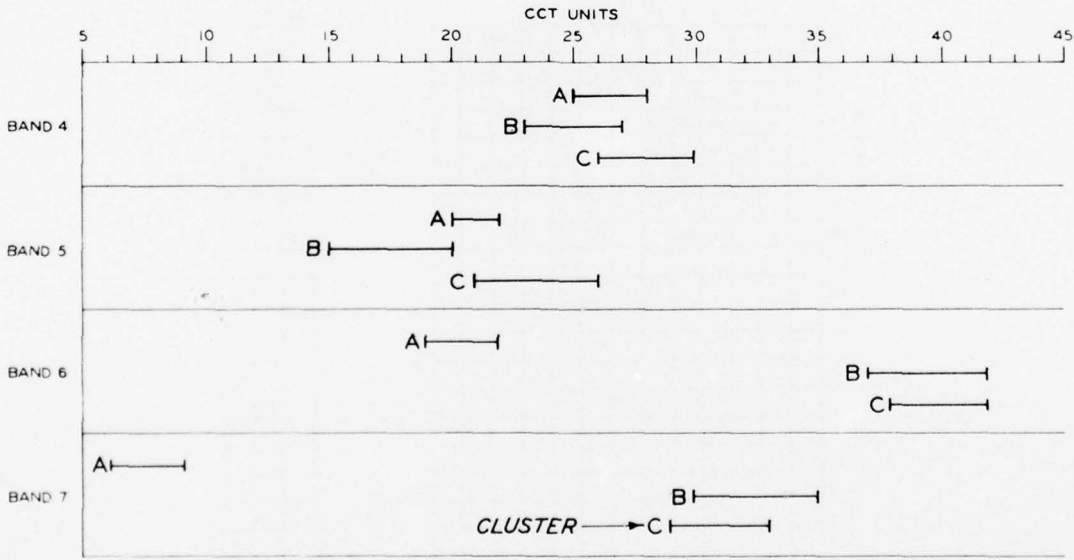 CCT UNITS
5 10 15 20 25 30 35 40 45
A
BAND 4 B
C
A
BAND 5 B
C
A
BAND 6 B
C
A
BAND 7 B
CLUSTER C